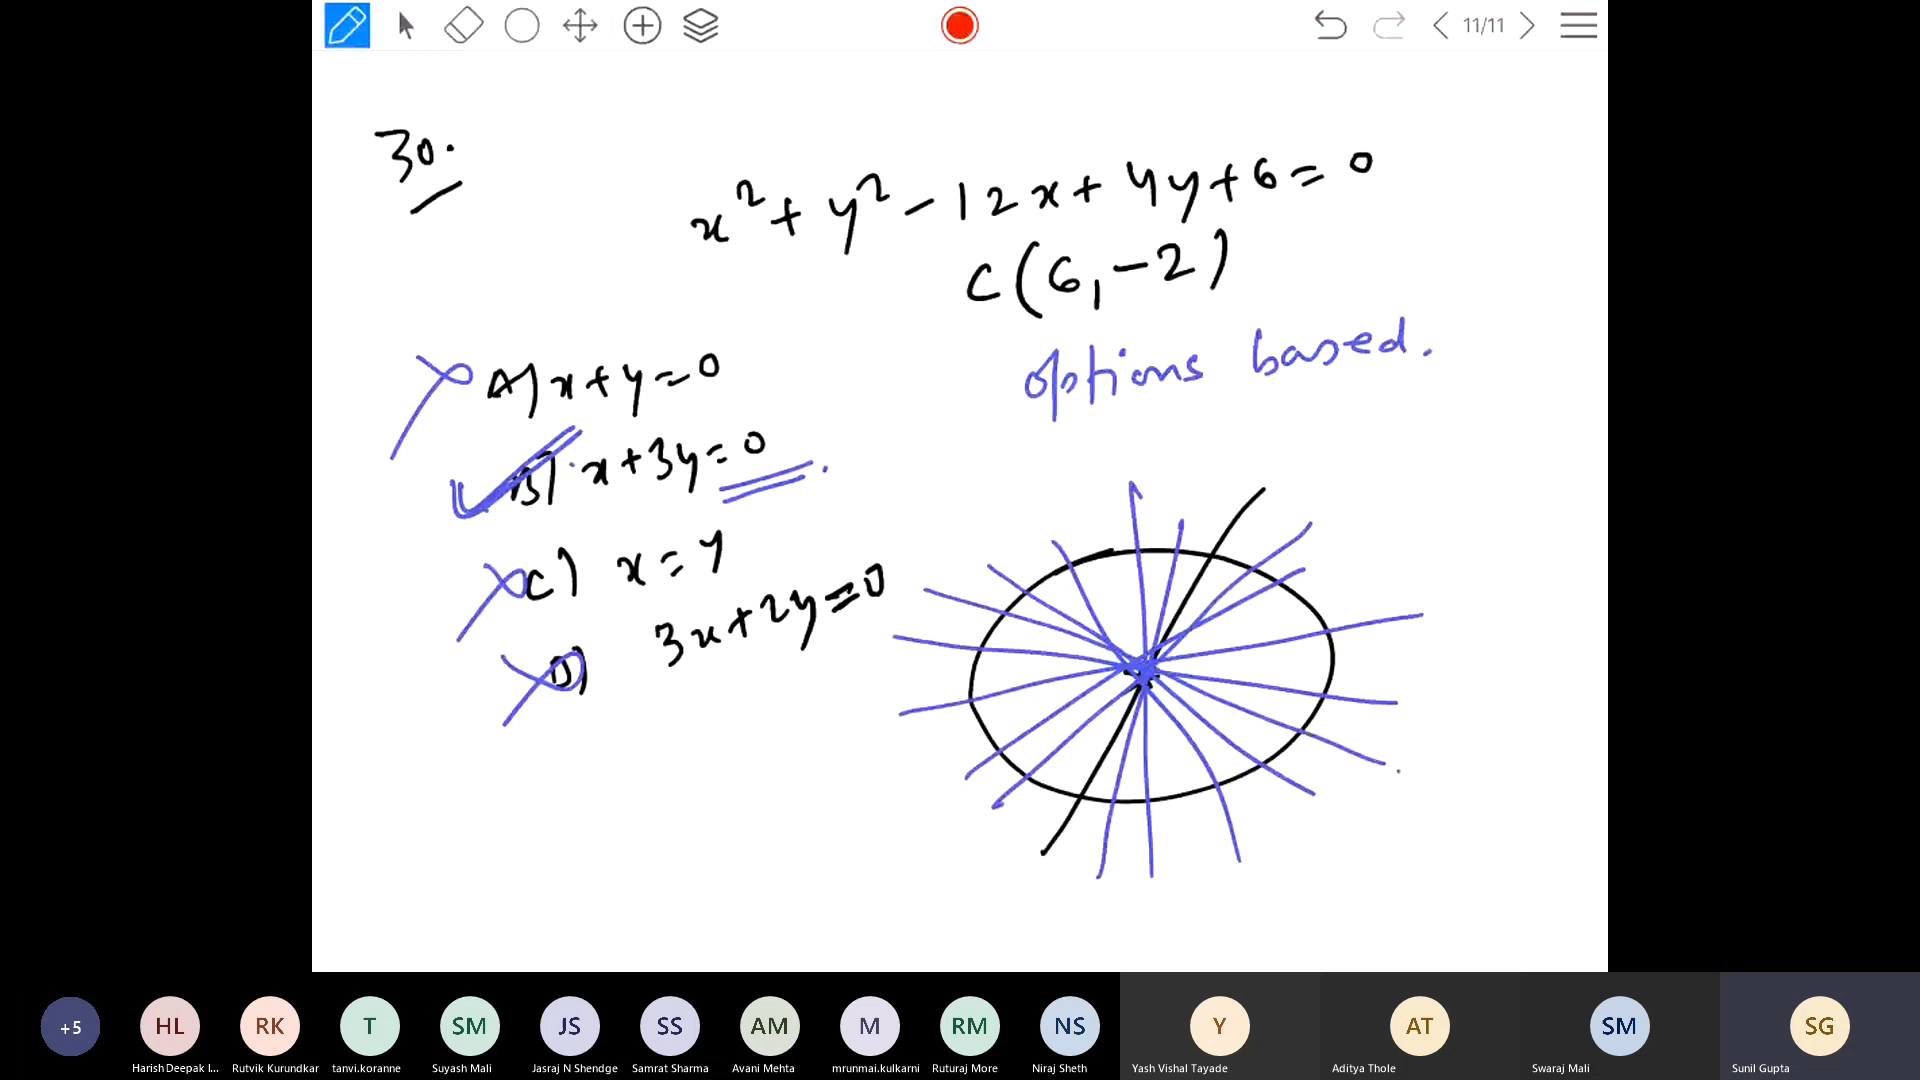 11/11
30.
x² + y² - 12x + 4y + 6 = 0
C(6, -2)
options based.
A) x + y = 0
B) x + 3y = 0
C) x = y
D) 3x + 2y = 0
+5
HL
RK
T
SM
JS
SS
AM
M
RM
NS
Y
AT
SM
SG
Harish Deepak I...
Rutvik Kurundkar
tanvi.koranne
Suyash Mali
Jasraj N Shendge
Samrat Sharma
Avani Mehta
mrunmai.kulkarni
Ruturaj More
Niraj Sheth
Yash Vishal Tayade
Aditya Thole
Swaraj Mali
Sunil Gupta